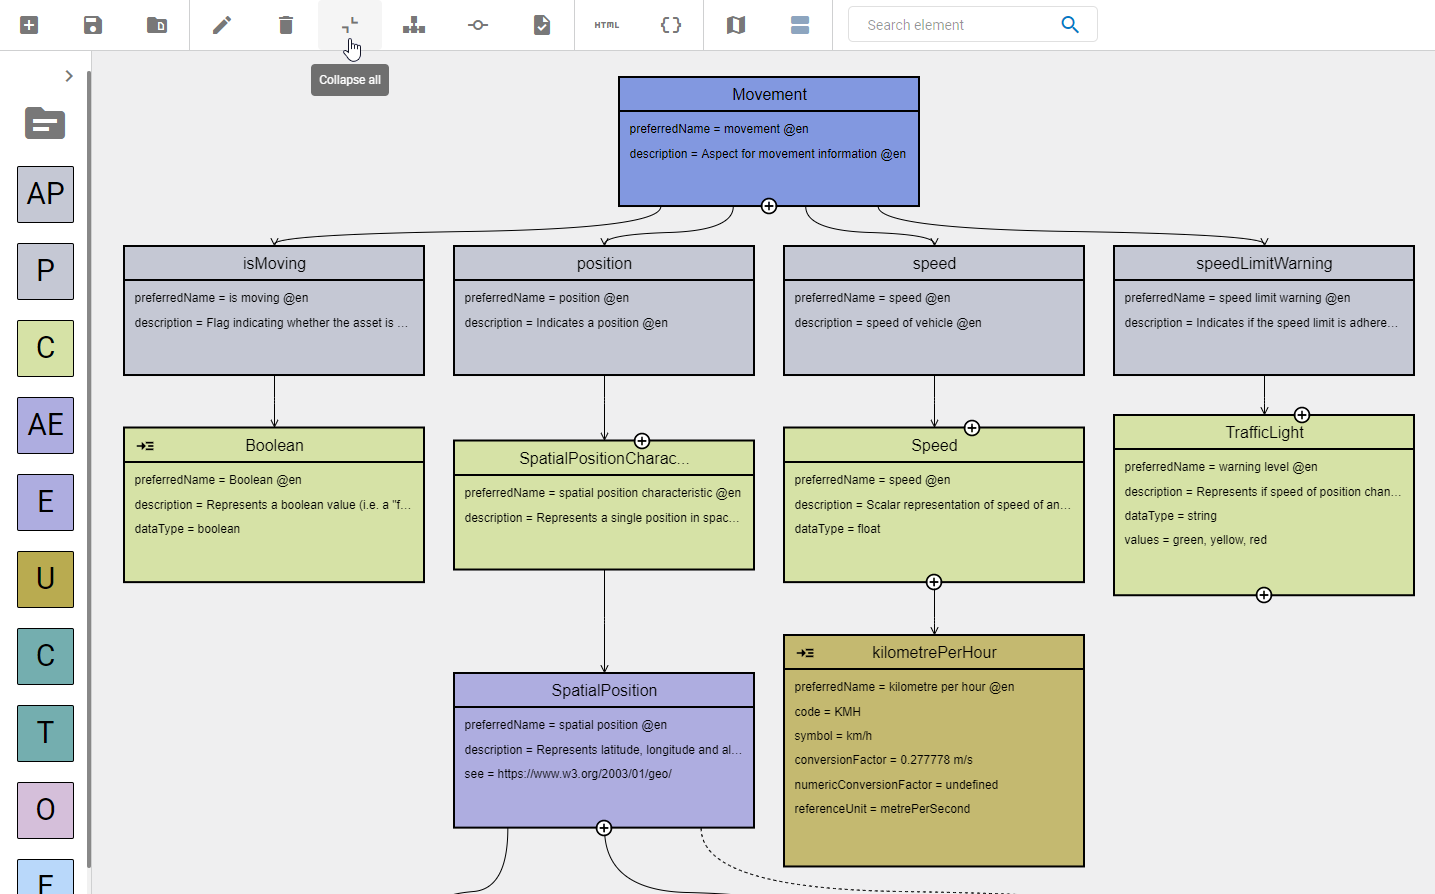 HTML
{}
Search element
Collapse all
AP
P
C
AE
E
U
C
T
O
Movement
preferredName = movement @en
description = Aspect for movement information @en
isMoving
preferredName = is moving @en
description = Flag indicating whether the asset is ...
position
preferredName = position @en
description = Indicates a position @en
speed
preferredName = speed @en
description = speed of vehicle @en
speedLimitWarning
preferredName = speed limit warning @en
description = Indicates if the speed limit is adhere...
Boolean
preferredName = Boolean @en
description = Represents a boolean value (i.e. a "f...
dataType = boolean
SpatialPositionCharac...
preferredName = spatial position characteristic @en
description = Represents a single position in spac...
Speed
preferredName = speed @en
description = Scalar representation of speed of an...
dataType = float
TrafficLight
preferredName = warning level @en
description = Represents if speed of position chan...
dataType = string
values = green, yellow, red
SpatialPosition
preferredName = spatial position @en
description = Represents latitude, longitude and al...
see = https://www.w3.org/2003/01/geo/
kilometrePerHour
preferredName = kilometre per hour @en
code = KMH
symbol = km/h
conversionFactor = 0.277778 m/s
numericConversionFactor = undefined
referenceUnit = metrePerSecond